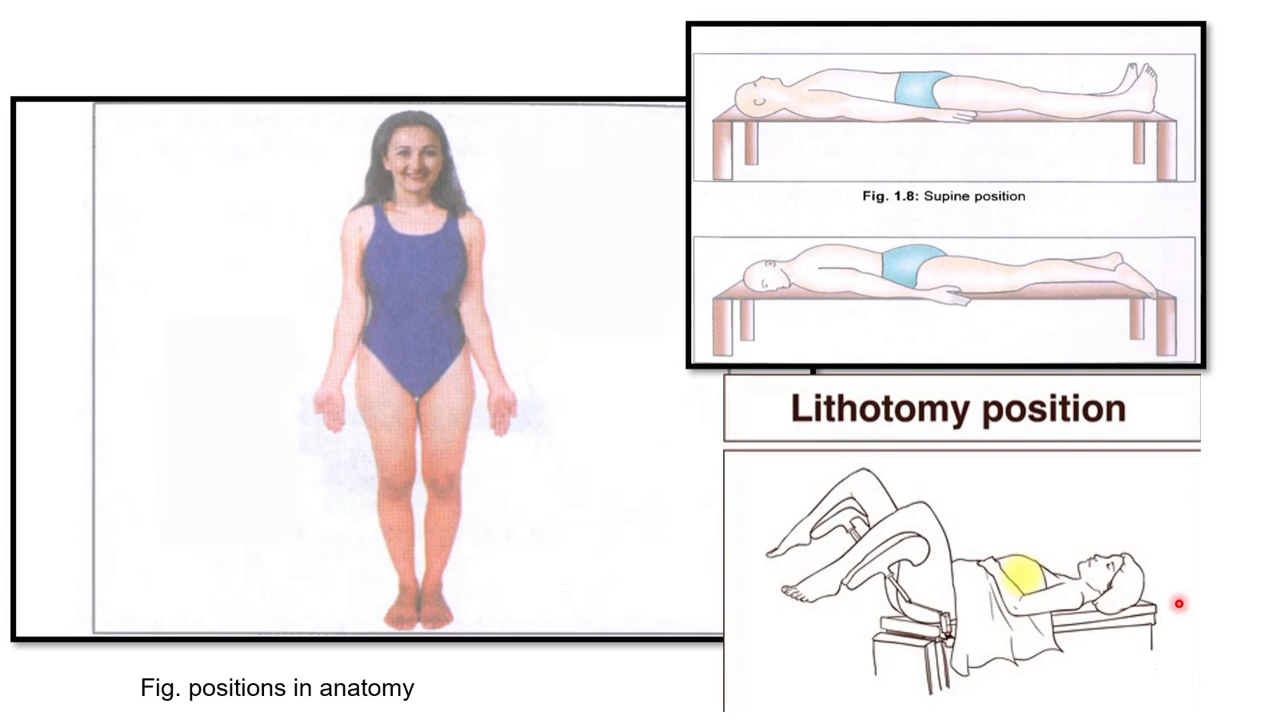 Fig. 1.8: Supine position
Lithotomy position
Fig. positions in anatomy